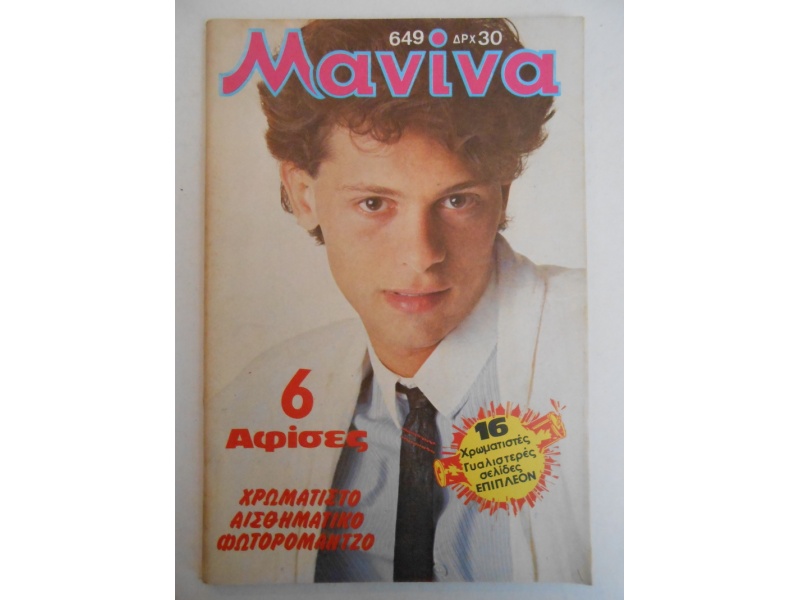 649 ΔΡΧ 30
Μανίνα
6
Αφίσες
ΧΡΩΜΑΤΙΣΤΟ
ΑΙΣΘΗΜΑΤΙΚΟ
ΦΩΤΟΡΟΜΑΝΤΖΟ
16
Χρωματιστές
Γυαλιστερές
σελίδες
ΕΠΙΠΛΕΟΝ